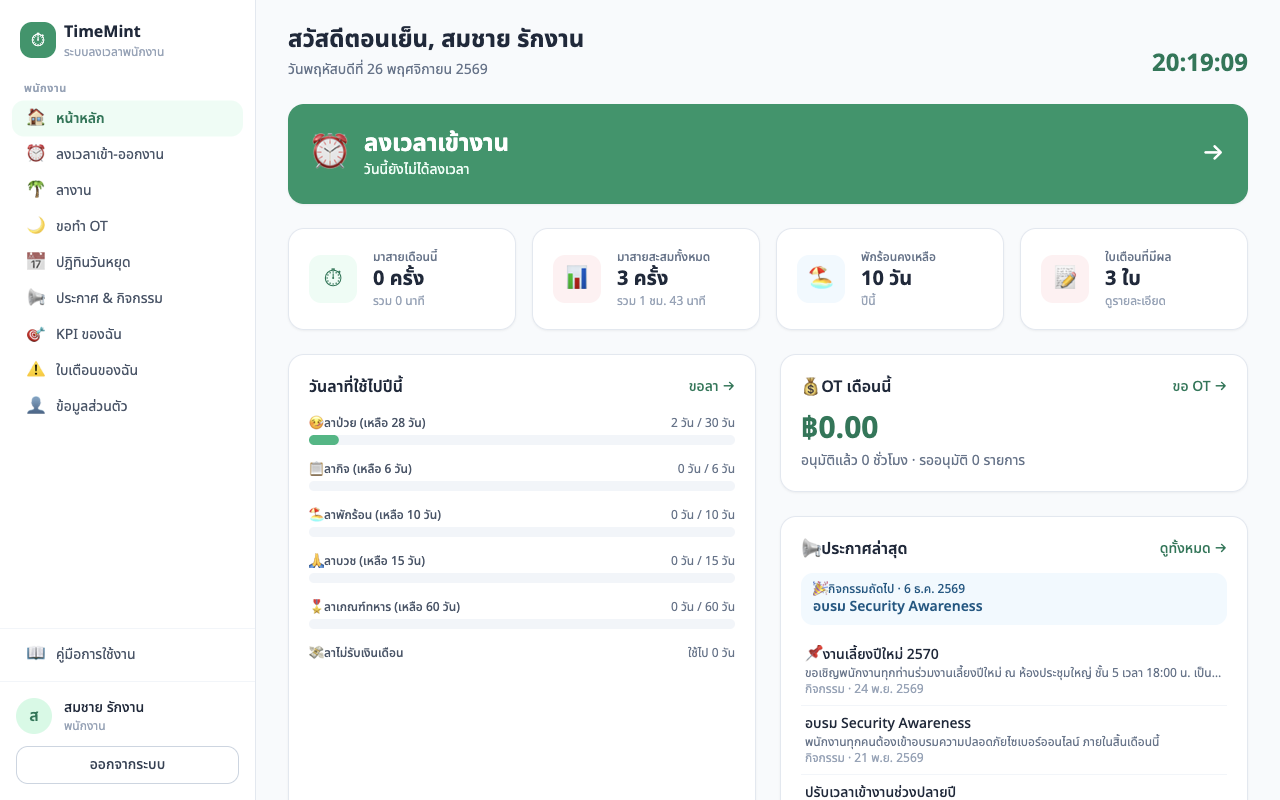 TimeMint
ระบบลงเวลาพนักงาน
พนักงาน
หน้าหลัก
ลงเวลาเข้า-ออกงาน
ลางาน
ขอทำ OT
ปฏิทินวันหยุด
ประกาศ & กิจกรรม
KPI ของฉัน
ใบเตือนของฉัน
ข้อมูลส่วนตัว
คู่มือการใช้งาน
ส
สมชาย รักงาน
พนักงาน
ออกจากระบบ
สวัสดีตอนเย็น, สมชาย รักงาน
วันพฤหัสบดีที่ 26 พฤศจิกายน 2569
20:19:09
ลงเวลาเข้างาน
วันนี้ยังไม่ได้ลงเวลา
มาสายเดือนนี้
0 ครั้ง
รวม 0 นาที
มาสายสะสมทั้งหมด
3 ครั้ง
รวม 1 ชม. 43 นาที
พักร้อนคงเหลือ
10 วัน
ปีนี้
ใบเตือนที่มีผล
3 ใบ
ดูรายละเอียด
วันลาที่ใช้ไปปีนี้
ขอลา →
ลาป่วย (เหลือ 28 วัน) 2 วัน / 30 วัน
ลากิจ (เหลือ 6 วัน) 0 วัน / 6 วัน
ลาพักร้อน (เหลือ 10 วัน) 0 วัน / 10 วัน
ลาบวช (เหลือ 15 วัน) 0 วัน / 15 วัน
ลาเกณฑ์ทหาร (เหลือ 60 วัน) 0 วัน / 60 วัน
ลาไม่รับเงินเดือน ใช้ไป 0 วัน
OT เดือนนี้
ขอ OT →
฿0.00
อนุมัติแล้ว 0 ชั่วโมง · รออนุมัติ 0 รายการ
ประกาศล่าสุด
ดูทั้งหมด →
กิจกรรมถัดไป · 6 ธ.ค. 2569
อบรม Security Awareness
งานเลี้ยงปีใหม่ 2570
ขอเชิญพนักงานทุกท่านร่วมงานเลี้ยงปีใหม่ ณ ห้องประชุมใหญ่ ชั้น 5 เวลา 18:00 น. เป็น...
กิจกรรม · 24 พ.ย. 2569
อบรม Security Awareness
พนักงานทุกคนต้องเข้าอบรมความปลอดภัยไซเบอร์ออนไลน์ ภายในสิ้นเดือนนี้
กิจกรรม · 21 พ.ย. 2569
ปรับเวลาเข้างานช่วงปลายปี